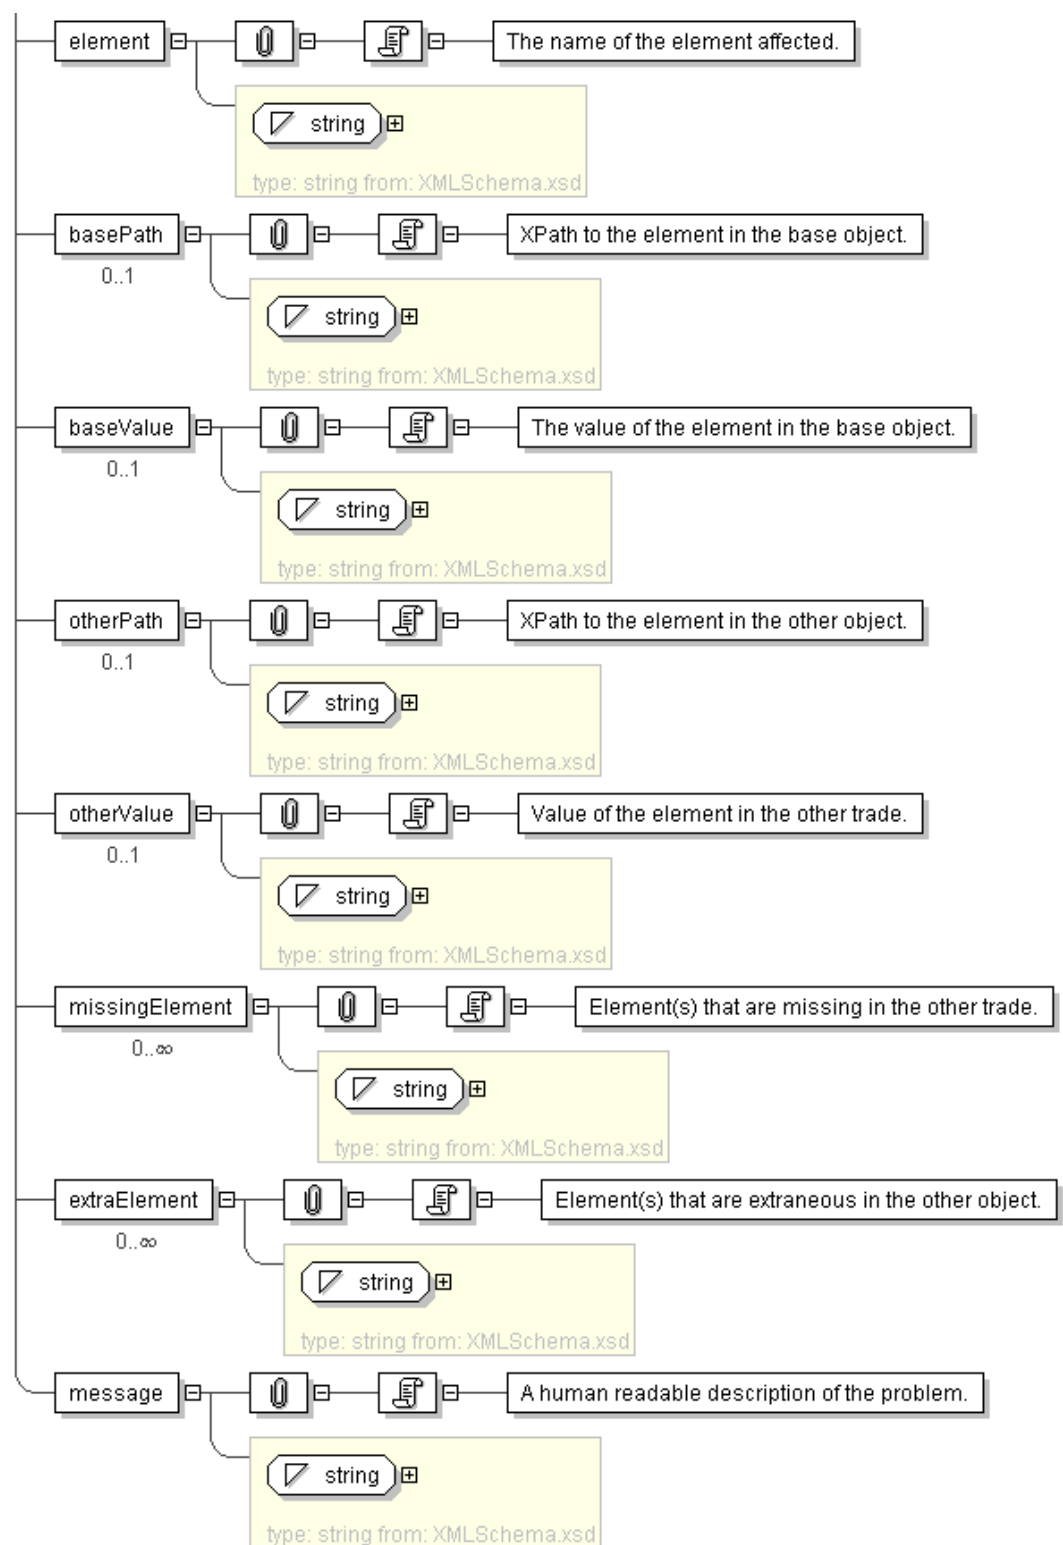 element The name of the element affected.
string
type: string from: XMLSchema.xsd
basePath XPath to the element in the base object.
0..1
string
type: string from: XMLSchema.xsd
baseValue The value of the element in the base object.
0..1
string
type: string from: XMLSchema.xsd
otherPath XPath to the element in the other object.
0..1
string
type: string from: XMLSchema.xsd
otherValue Value of the element in the other trade.
0..1
string
type: string from: XMLSchema.xsd
missingElement Element(s) that are missing in the other trade.
0..∞
string
type: string from: XMLSchema.xsd
extraElement Element(s) that are extraneous in the other object.
0..∞
string
type: string from: XMLSchema.xsd
message A human readable description of the problem.
string
type: string from: XMLSchema.xsd